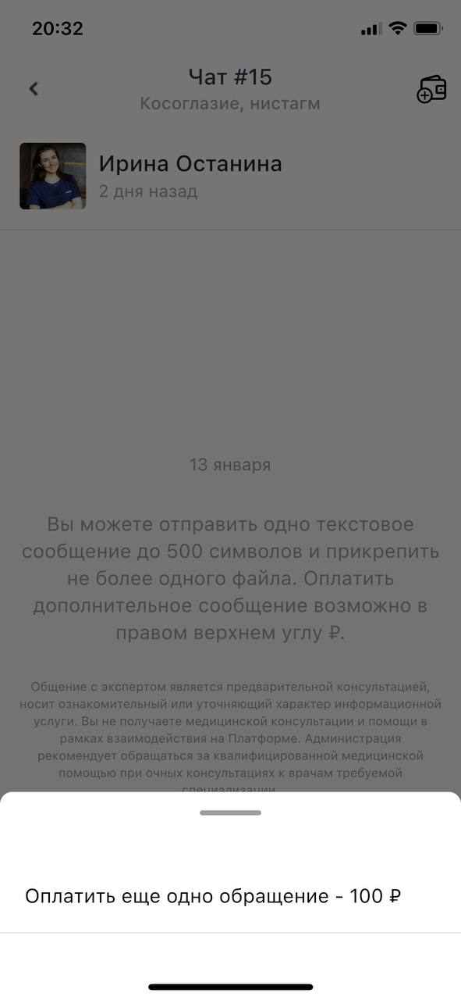 20:32
Чат #15
Косоглазие, нистагм
Ирина Останина
2 дня назад
13 января
Вы можете отправить одно текстовое
сообщение до 500 символов и прикрепить
не более одного файла. Оплатить
дополнительное сообщение возможно в
правом верхнем углу ₽.
Общение с экспертом является предварительной консультацией,
носит ознакомительный или уточняющий характер информационной
услуги. Вы не получаете медицинской консультации и помощи в
рамках взаимодействия на Платформе. Администрация
рекомендует обращаться за квалифицированной медицинской
помощью при очных консультациях к врачам требуемой
специализации.
Оплатить еще одно обращение - 100 ₽